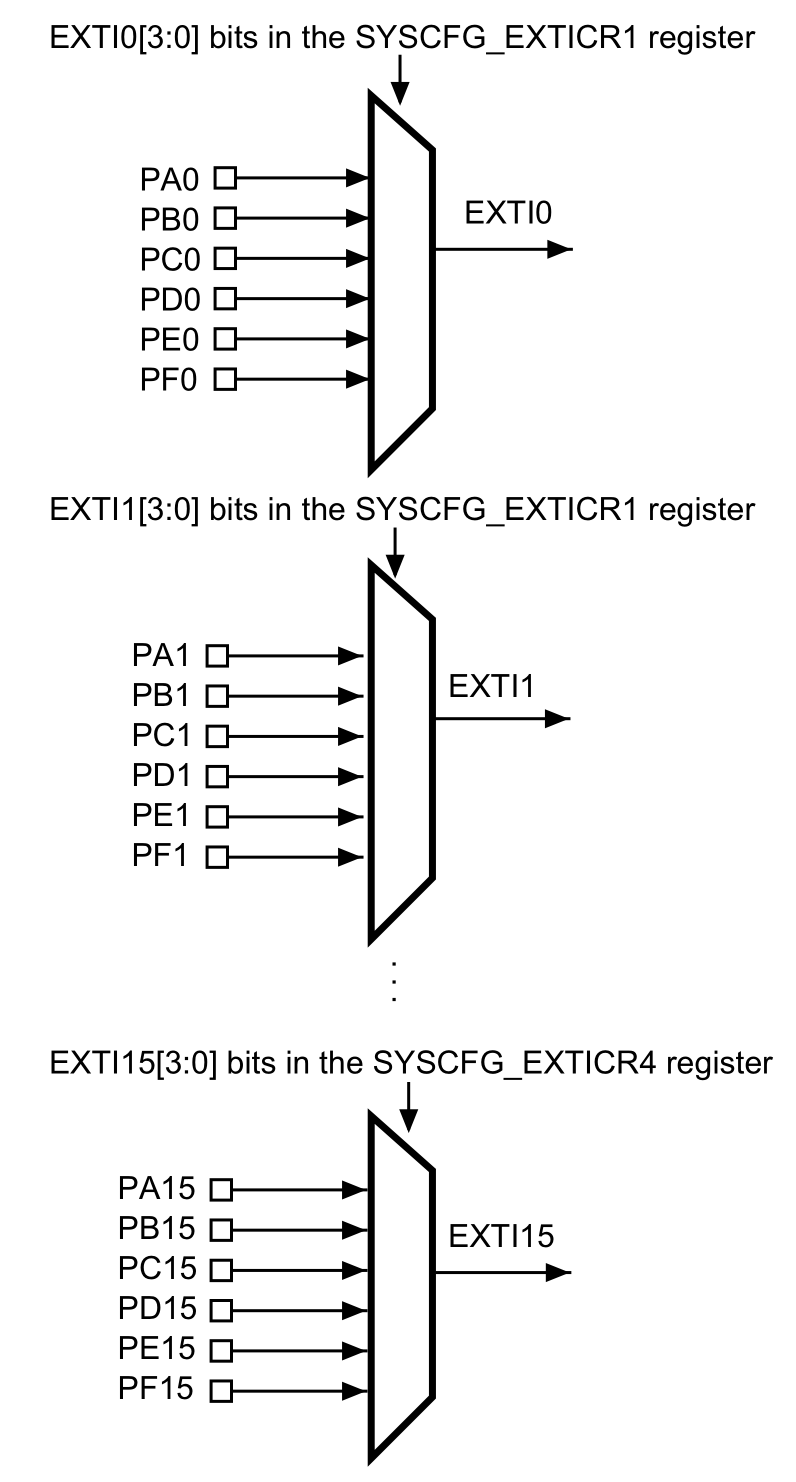 EXTI0[3:0] bits in the SYSCFG_EXTICR1 register
PA0
PB0
PC0
PD0
PE0
PF0
EXTI0
EXTI1[3:0] bits in the SYSCFG_EXTICR1 register
PA1
PB1
PC1
PD1
PE1
PF1
EXTI1
EXTI15[3:0] bits in the SYSCFG_EXTICR4 register
PA15
PB15
PC15
PD15
PE15
PF15
EXTI15